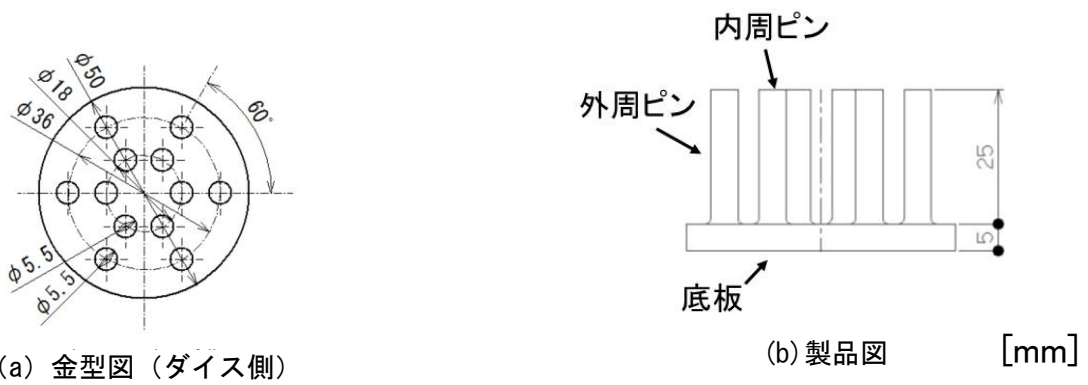 φ50
φ18
φ36
60°
φ5.5
φ5.5
(a) 金型図（ダイス側）
内周ピン
外周ピン
25
5
底板
(b)製品図
[mm]